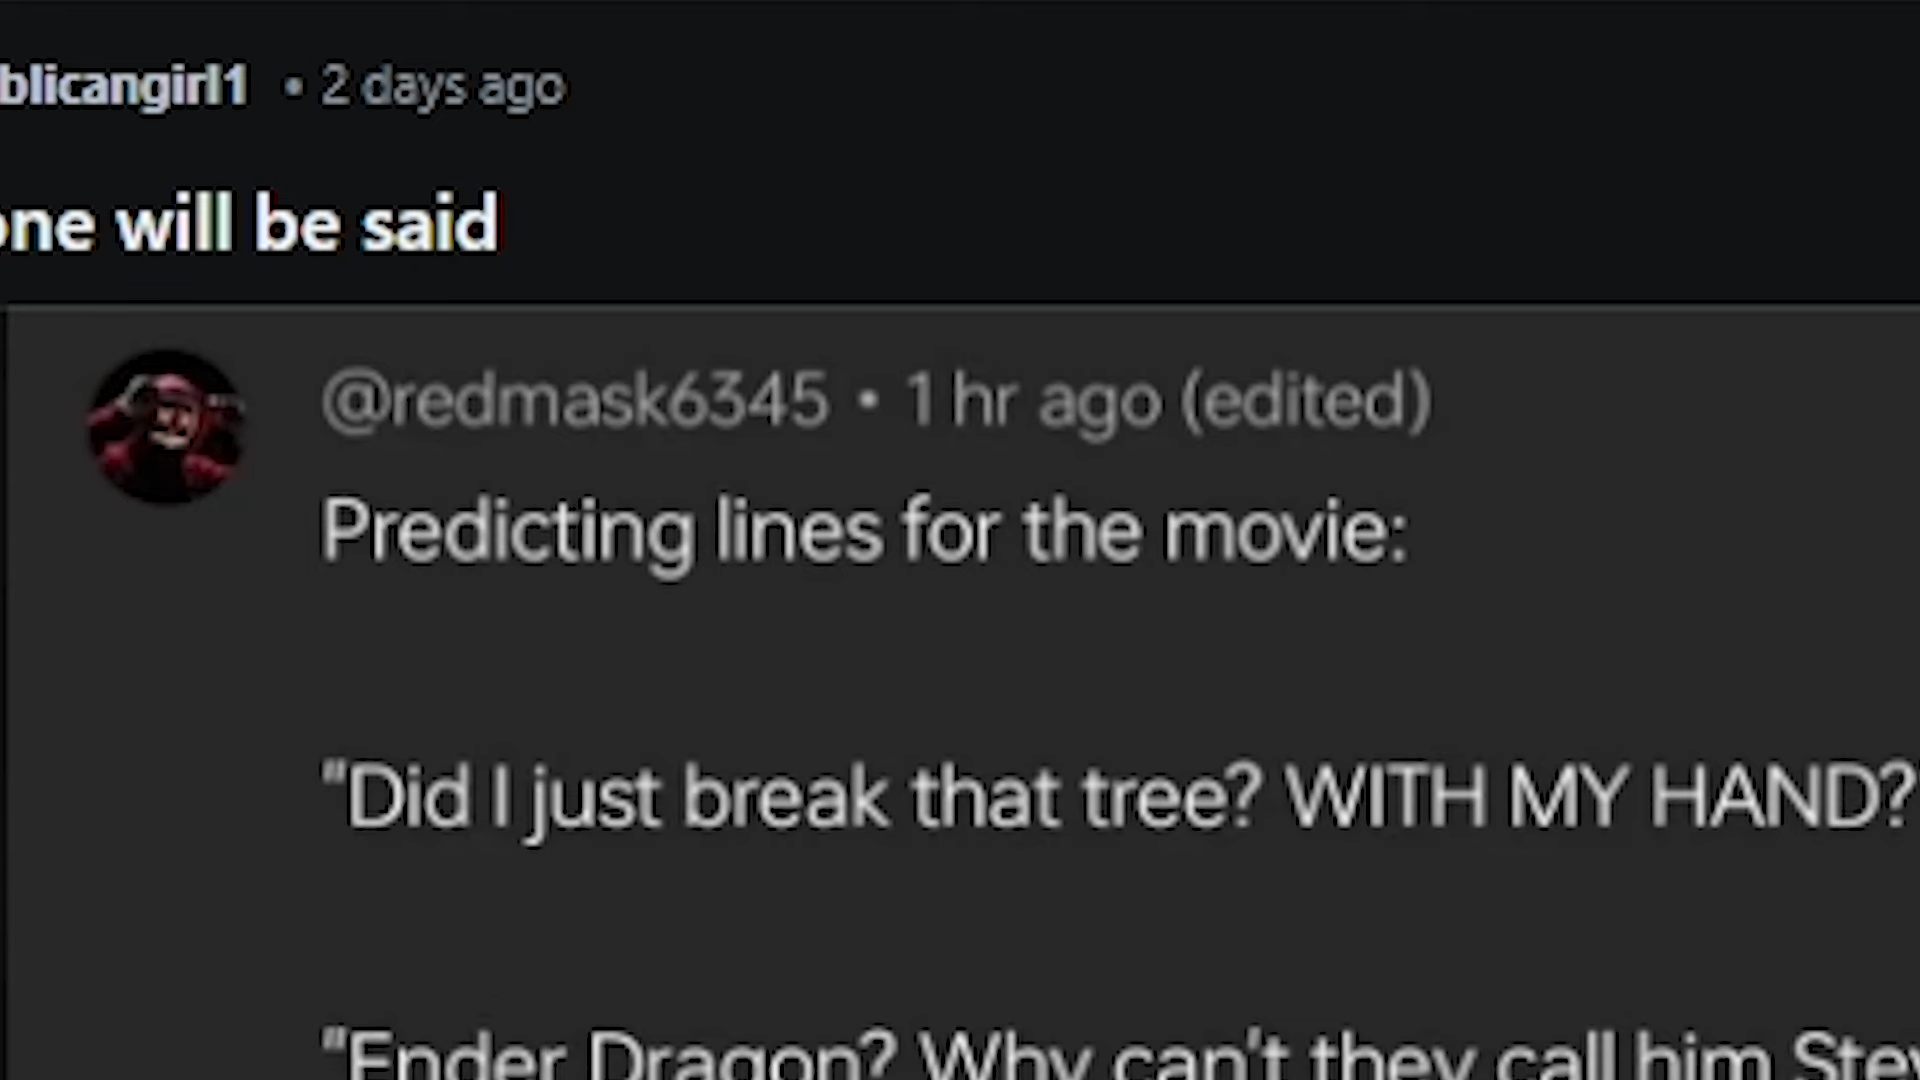 blicangirl1 • 2 days ago
one will be said
@redmask6345 • 1 hr ago (edited)
Predicting lines for the movie:
"Did I just break that tree? WITH MY HAND?
"Ender Dragon? Why can't they call him Stev